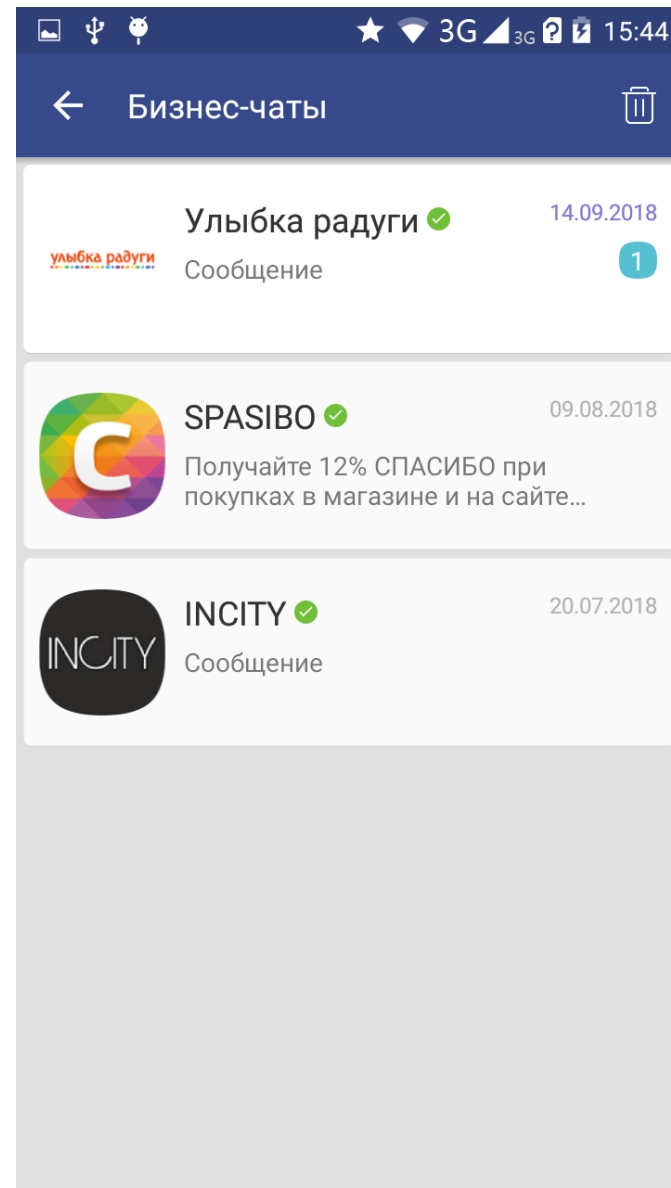 3G 3G 15:44
Бизнес-чаты
Улыбка радуги 14.09.2018
улыбка радуги
Сообщение 1
SPASIBO 09.08.2018
C
Получайте 12% СПАСИБО при
покупках в магазине и на сайте...
INCITY 20.07.2018
INCITY
Сообщение